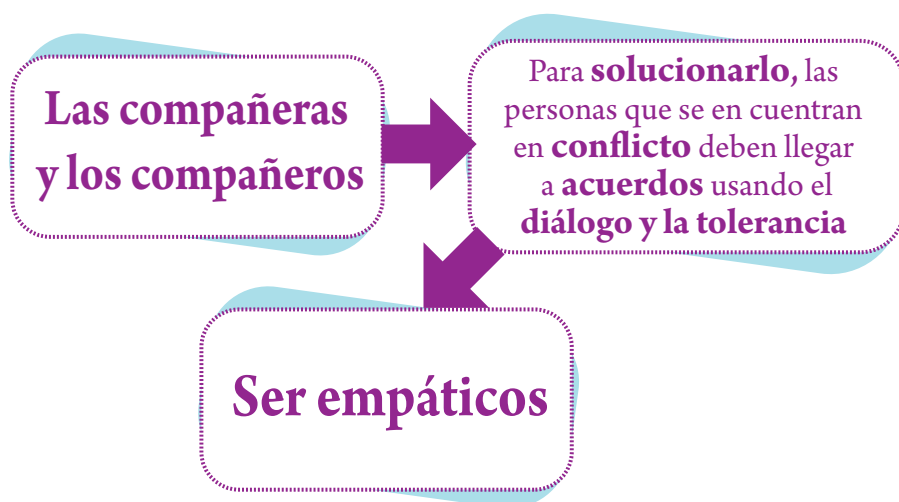 Las compañeras
y los compañeros
Para solucionarlo, las
personas que se en cuentran
en conflicto deben llegar
a acuerdos usando el
diálogo y la tolerancia
Ser empáticos